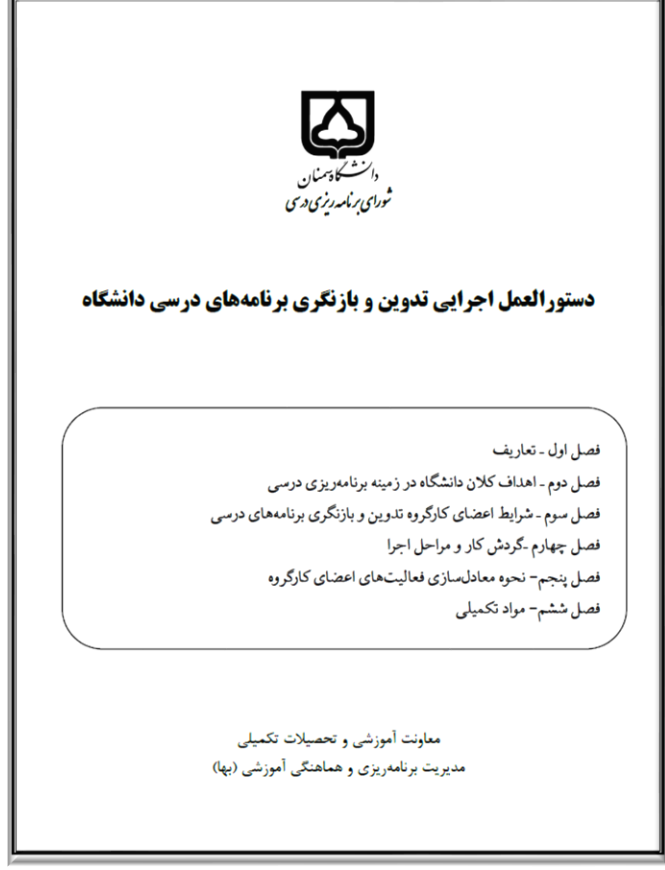 دانشگاه سمنان
شورای برنامه ریزی درسی
دستورالعمل اجرایی تدوین و بازنگری برنامه‌های درسی دانشگاه
فصل اول ـ تعاریف
فصل دوم ـ اهداف کلان دانشگاه در زمینه برنامه‌ریزی درسی
فصل سوم ـ شرایط اعضای کارگروه تدوین و بازنگری برنامه‌های درسی
فصل چهارم ـگردش کار و مراحل اجرا
فصل پنجم– نحوه معادل‌سازی فعالیت‌های اعضای کارگروه
فصل ششم– مواد تکمیلی
معاونت آموزشی و تحصیلات تکمیلی
مدیریت برنامه‌ریزی و هماهنگی آموزشی (بها)